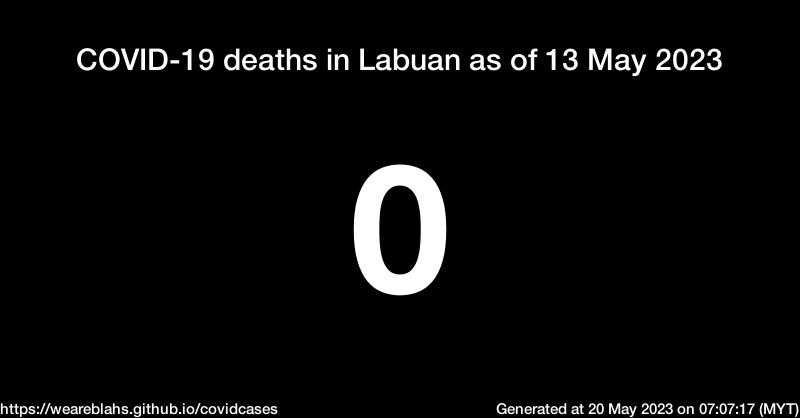 COVID-19 deaths in Labuan as of 13 May 2023
0
https://weareblahs.github.io/covidcases
Generated at 20 May 2023 on 07:07:17 (MYT)